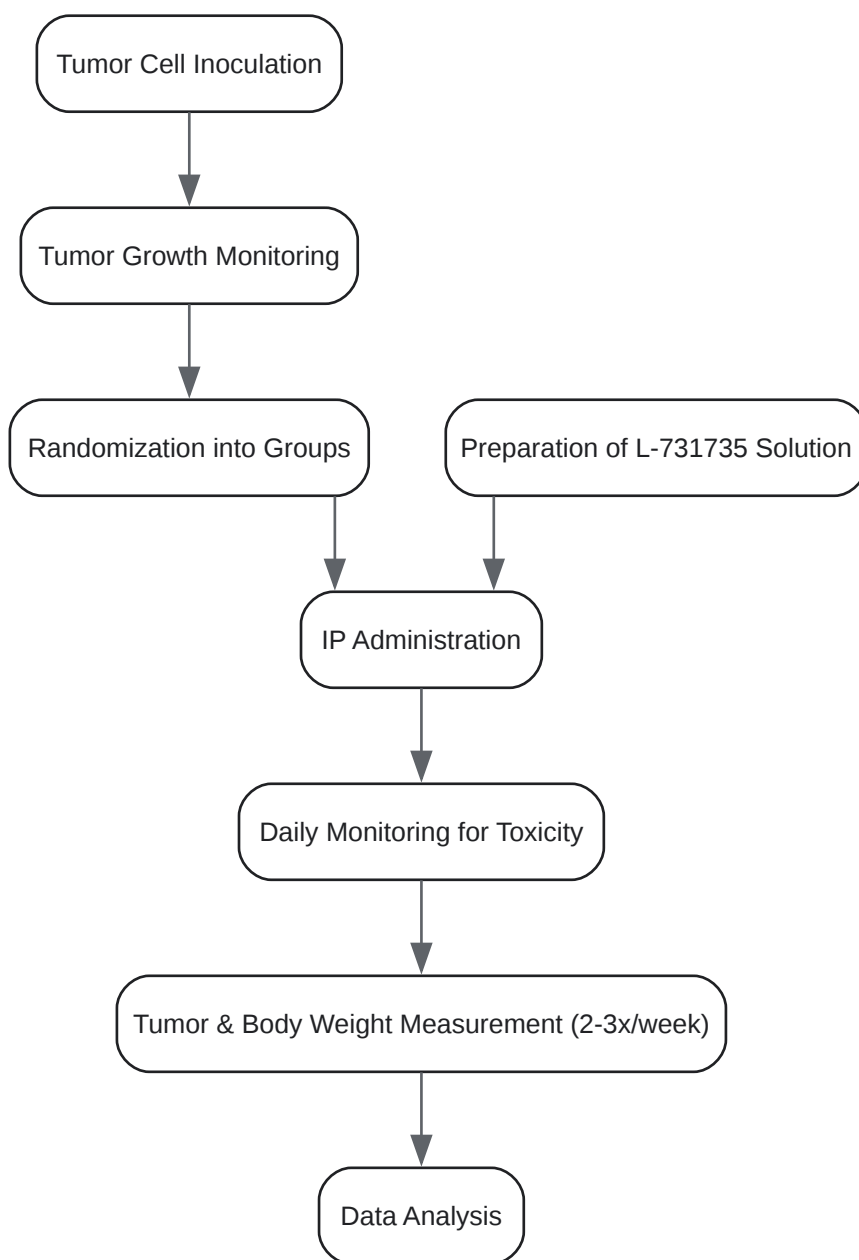 Tumor Cell Inoculation
Tumor Growth Monitoring
Randomization into Groups
Preparation of L-731735 Solution
IP Administration
Daily Monitoring for Toxicity
Tumor & Body Weight Measurement (2-3x/week)
Data Analysis